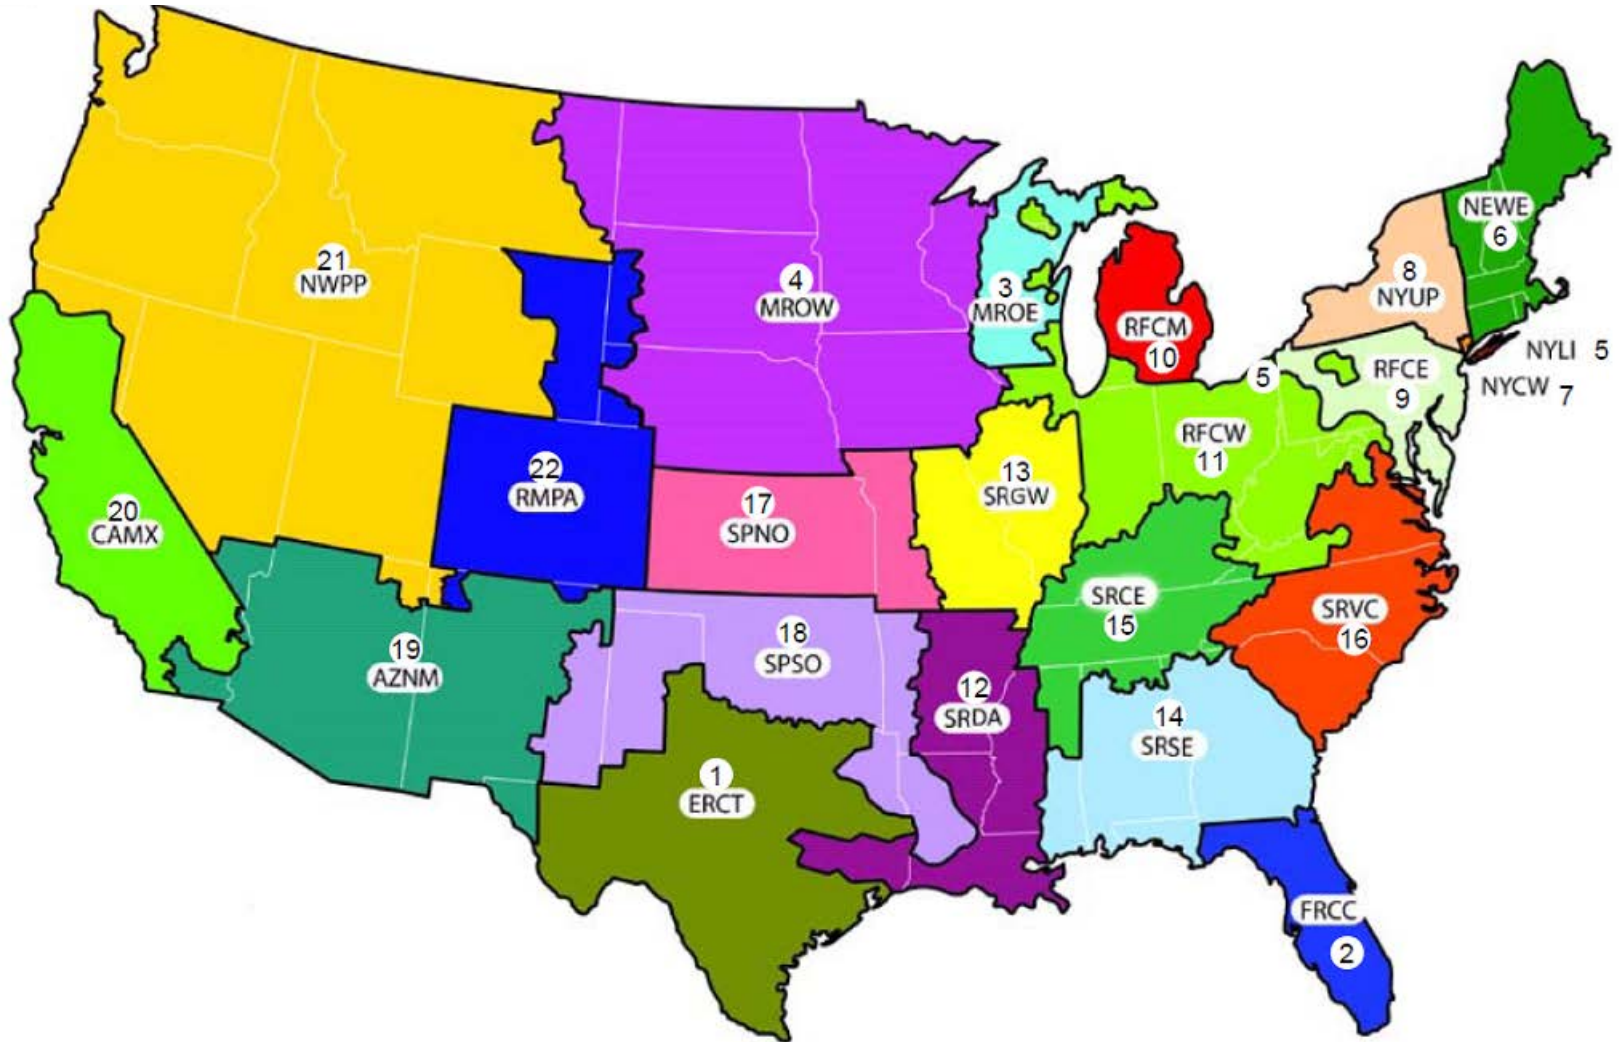 21
NWPP
4
MROW
3
MROE
RFCM
10
8
NYUP
NEWE
6
NYLI 5
NYCW 7
5
RFCE
9
RFCW
11
13
SRGW
22
RMPA
17
SPNO
20
CAMX
19
AZNM
18
SPSO
SRCE
15
SRVC
16
12
SRDA
14
SRSE
1
ERCT
FRCC
2